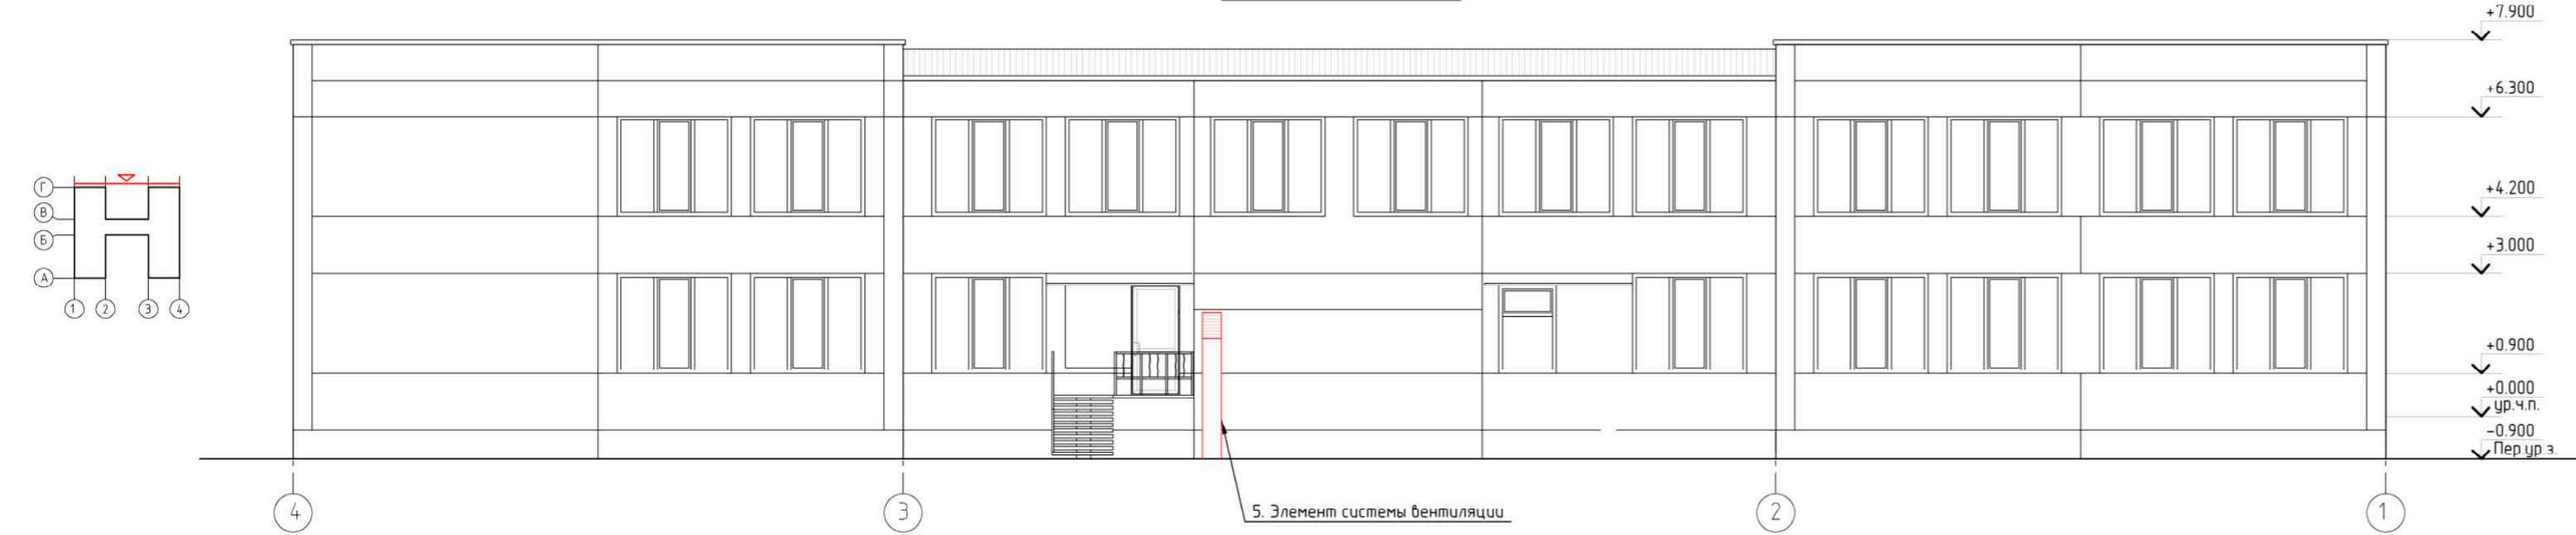 +7.900
+6.300
+4.200
+3.000
+0.900
+0.000
ур.ч.п.
-0.900
Пер.ур.з.
Г
В
Б
А
1
2
3
4
5. Элемент системы вентиляции
4
3
2
1